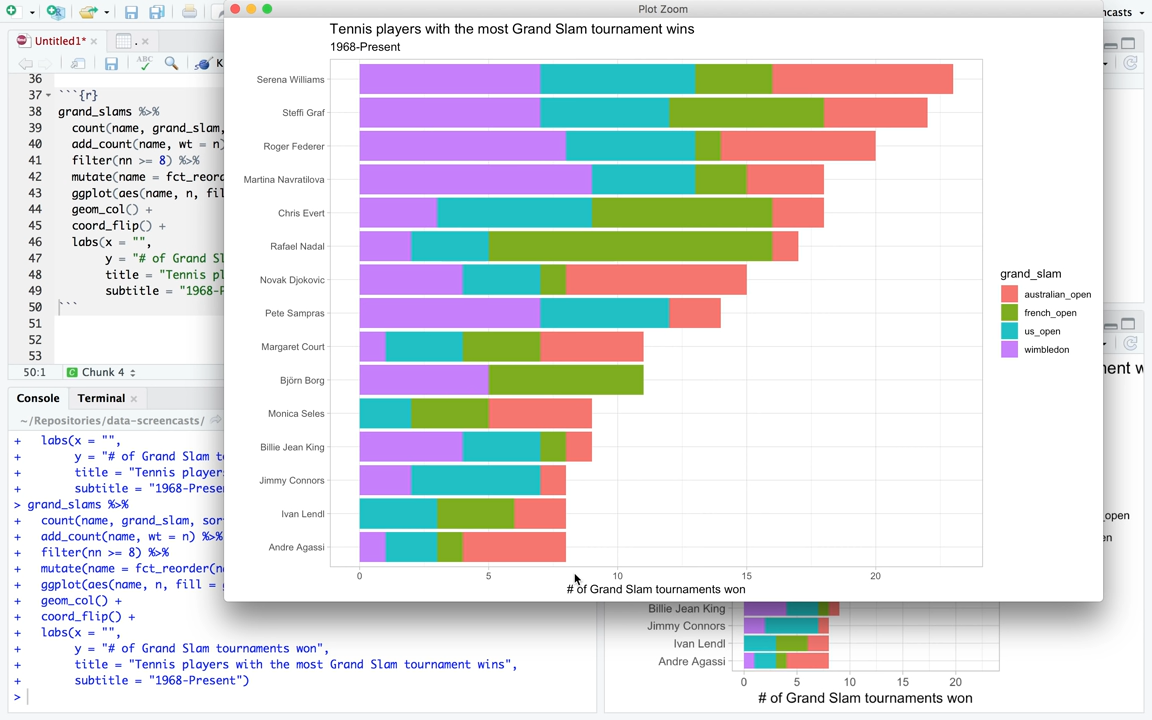 ncasts
Plot Zoom
Untitled1*
.
ABC
K
36
37 ```{r}
38 grand_slams %>%
39 count(name, grand_slam,
40 add_count(name, wt = n)
41 filter(nn >= 8) %>%
42 mutate(name = fct_reord
43 ggplot(aes(name, n, fil
44 geom_col() +
45 coord_flip() +
46 labs(x = "",
47 y = "# of Grand Sl
48 title = "Tennis pl
49 subtitle = "1968-P
50 ```
51
52
53
50:1 Chunk 4
Console Terminal
~/Repositories/data-screencasts/
+ labs(x = "",
+ y = "# of Grand Slam t
+ title = "Tennis player
+ subtitle = "1968-Presen
> grand_slams %>%
+ count(name, grand_slam, sor
+ add_count(name, wt = n) %>%
+ filter(nn >= 8) %>%
+ mutate(name = fct_reorder(n
+ ggplot(aes(name, n, fill =
+ geom_col() +
+ coord_flip() +
+ labs(x = "",
+ y = "# of Grand Slam tournaments won",
+ title = "Tennis players with the most Grand Slam tournament wins",
+ subtitle = "1968-Present")
>
Tennis players with the most Grand Slam tournament wins
1968-Present
Serena Williams
Steffi Graf
Roger Federer
Martina Navratilova
Chris Evert
Rafael Nadal
Novak Djokovic
Pete Sampras
Margaret Court
Björn Borg
Monica Seles
Billie Jean King
Jimmy Connors
Ivan Lendl
Andre Agassi
0 5 10 15 20
# of Grand Slam tournaments won
grand_slam
australian_open
french_open
us_open
wimbledon
nent w
_open
en
Billie Jean King
Jimmy Connors
Ivan Lendl
Andre Agassi
0 5 10 15 20
# of Grand Slam tournaments won